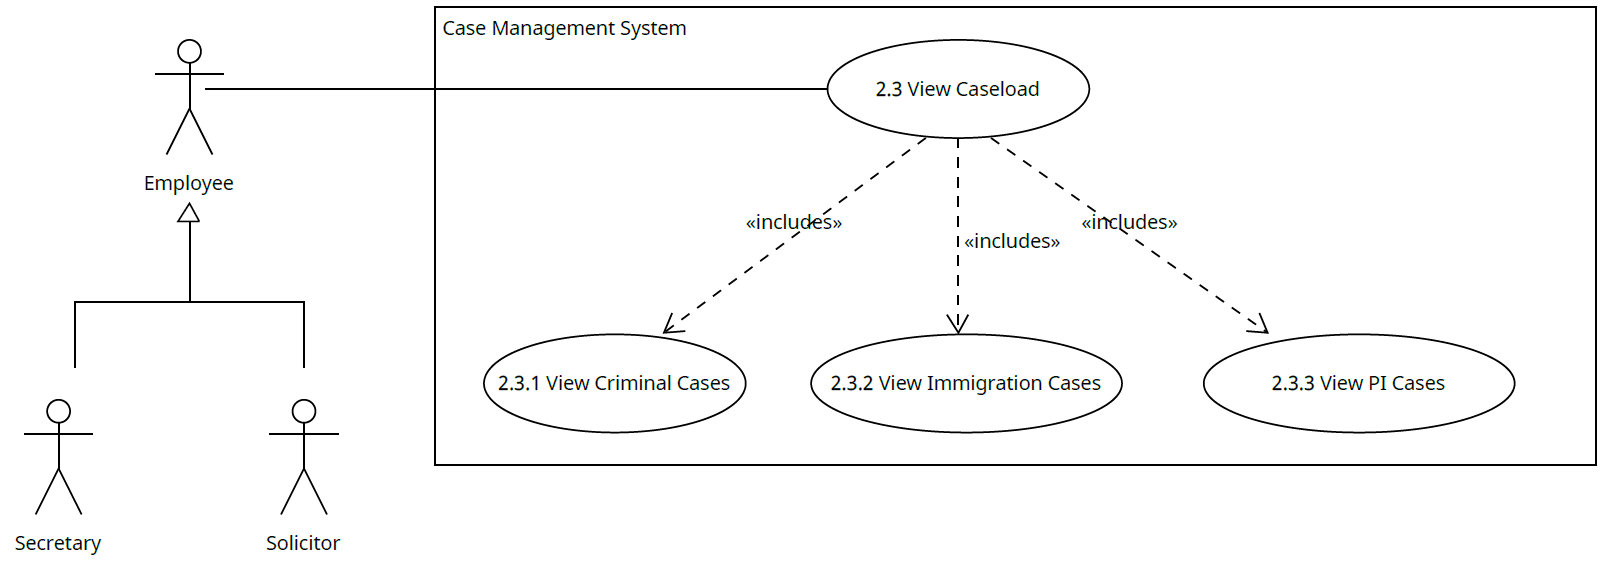 Case Management System
2.3 View Caseload
Employee
«includes»
«includes»
«includes»
2.3.1 View Criminal Cases
2.3.2 View Immigration Cases
2.3.3 View PI Cases
Secretary
Solicitor